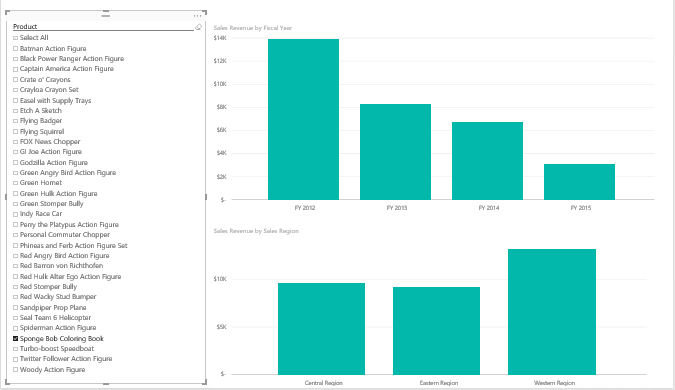 Product
Select All
Batman Action Figure
Black Power Ranger Action Figure
Captain America Action Figure
Crate o' Crayons
Crayloa Crayon Set
Easel with Supply Trays
Etch A Sketch
Flying Badger
Flying Squirrel
FOX News Chopper
GI Joe Action Figure
Godzilla Action Figure
Green Angry Bird Action Figure
Green Hornet
Green Hulk Action Figure
Green Stomper Bully
Indy Race Car
Perry the Platypus Action Figure
Personal Commuter Chopper
Phineas and Ferb Action Figure Set
Red Angry Bird Action Figure
Red Barron von Richthofen
Red Hulk Alter Ego Action Figure
Red Stomper Bully
Red Wacky Stud Bumper
Sandpiper Prop Plane
Seal Team 6 Helicopter
Spiderman Action Figure
Sponge Bob Coloring Book
Turbo-boost Speedboat
Twitter Follower Action Figure
Woody Action Figure
Sales Revenue by Fiscal Year
$14K
$12K
$10K
$8K
$6K
$4K
$2K
$-
FY 2012
FY 2013
FY 2014
FY 2015
Sales Revenue by Sales Region
$10K
$5K
$-
Central Region
Eastern Region
Western Region